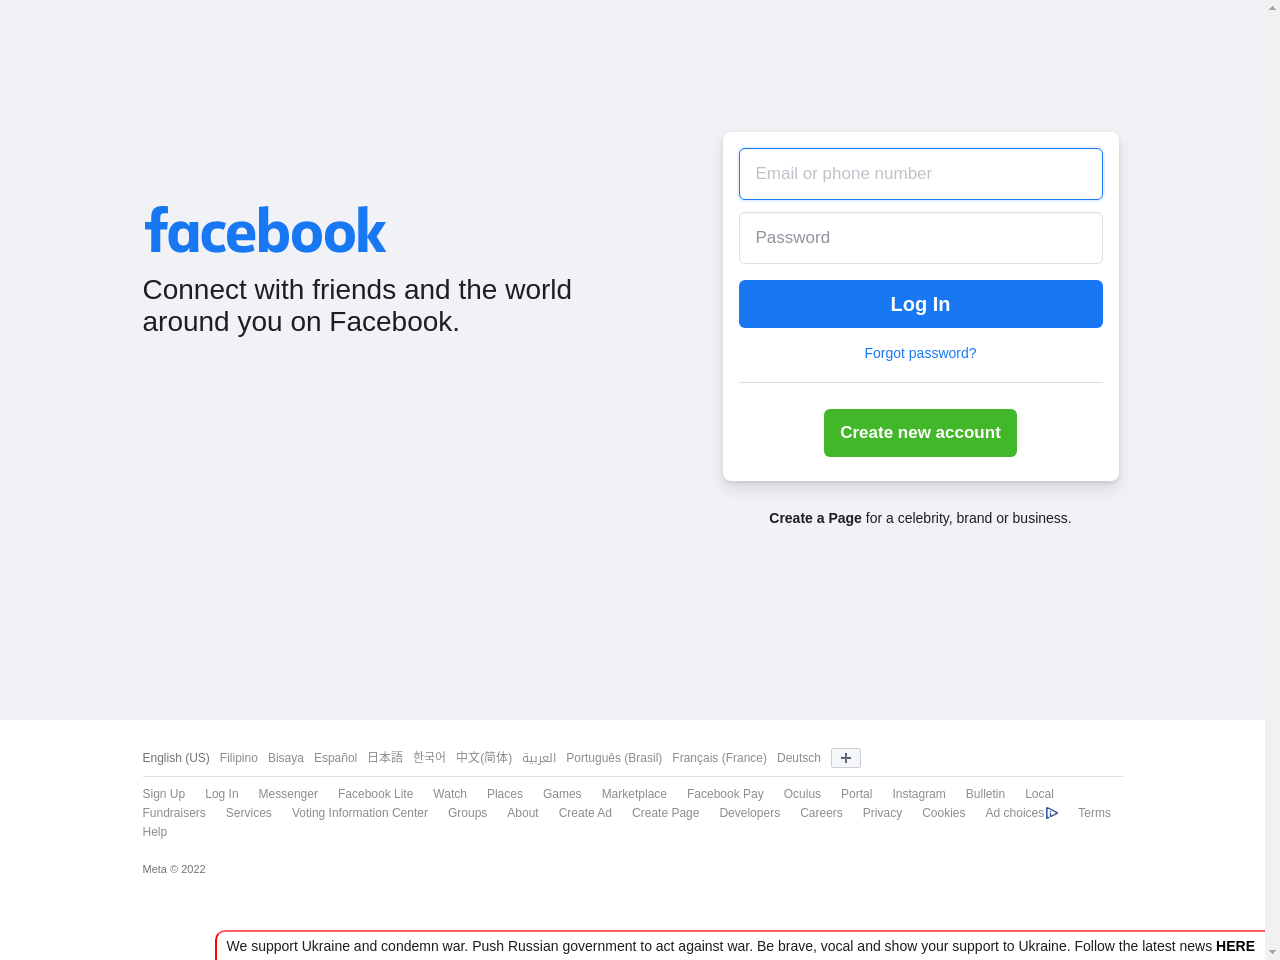 facebook
Connect with friends and the world
around you on Facebook.
Email or phone number
Password
Log In
Forgot password?
Create new account
Create a Page for a celebrity, brand or business.
English (US) Filipino Bisaya Español 日本語 한국어 中文(简体) العربية Português (Brasil) Français (France) Deutsch
Sign Up Log In Messenger Facebook Lite Watch Places Games Marketplace Facebook Pay Oculus Portal Instagram Bulletin Local
Fundraisers Services Voting Information Center Groups About Create Ad Create Page Developers Careers Privacy Cookies Ad choices Terms
Help
Meta © 2022
We support Ukraine and condemn war. Push Russian government to act against war. Be brave, vocal and show your support to Ukraine. Follow the latest news HERE